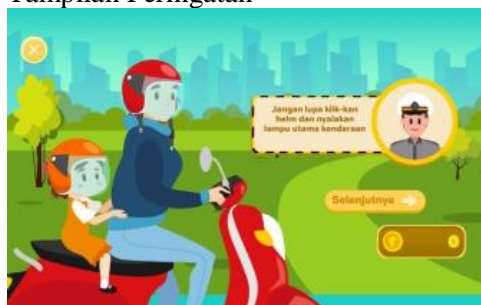 Tampilan Peringatan
Jangan lupa klik-kan
helm dan nyalakan
lampu utama kendaraan
Selanjutnya